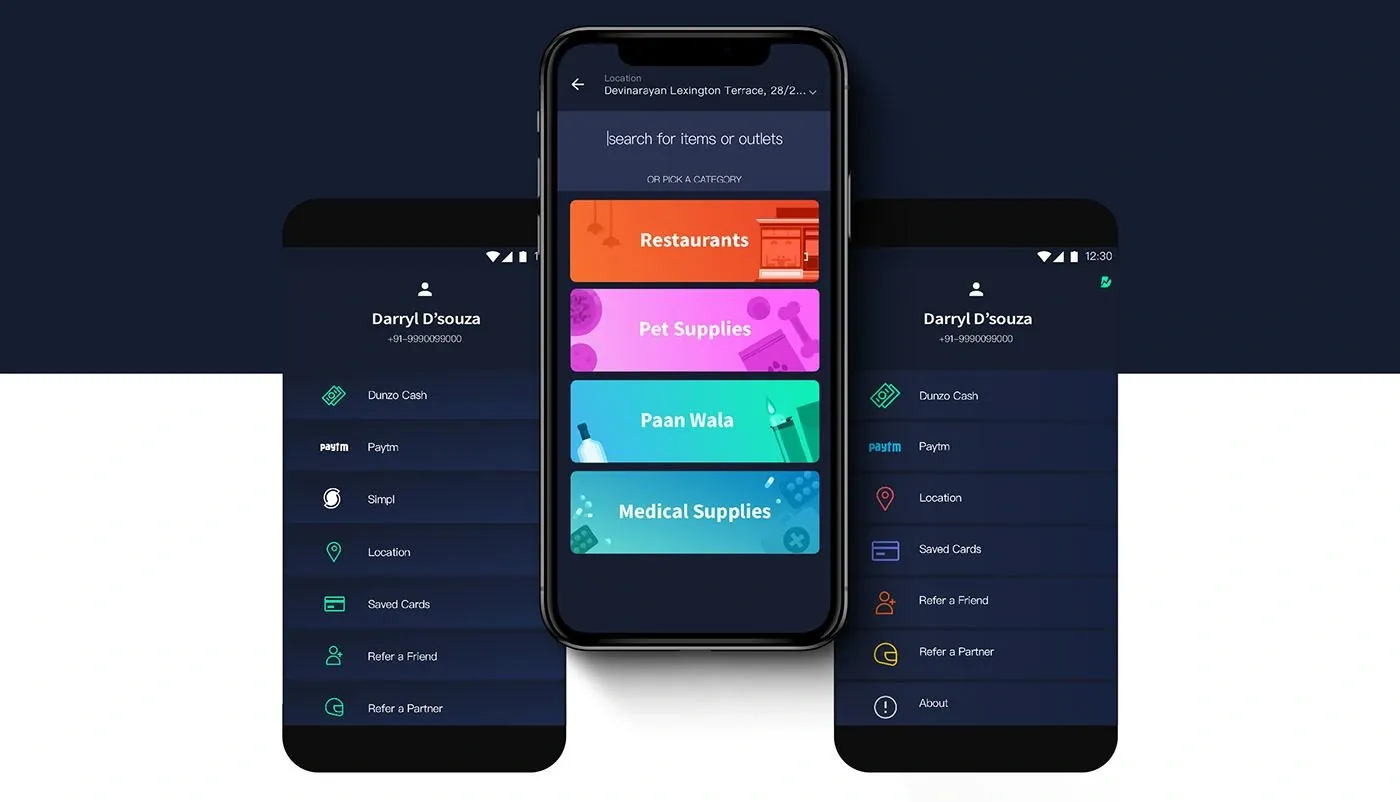 Location
Devinarayan Lexington Terrace, 28/2...
search for items or outlets
OR PICK A CATEGORY
Restaurants
Pet Supplies
Paan Wala
Medical Supplies
Darryl D’souza
+91-9990099000
Dunzo Cash
paytm Paytm
Simpl
Location
Saved Cards
Refer a Friend
Refer a Partner
12:30
Darryl D’souza
+91-9990099000
Dunzo Cash
paytm Paytm
Location
Saved Cards
Refer a Friend
Refer a Partner
About